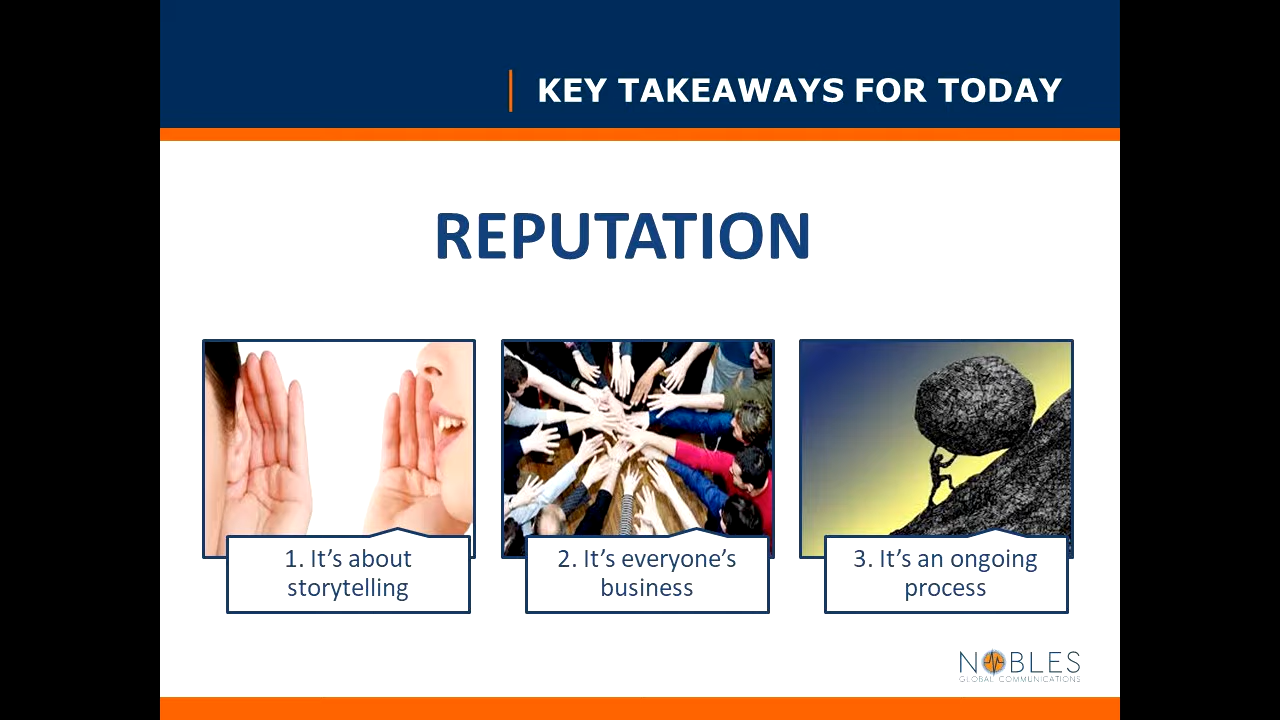 KEY TAKEAWAYS FOR TODAY
REPUTATION
1. It’s about
storytelling
2. It’s everyone’s
business
3. It’s an ongoing
process
NOBLES
GLOBAL COMMUNICATIONS